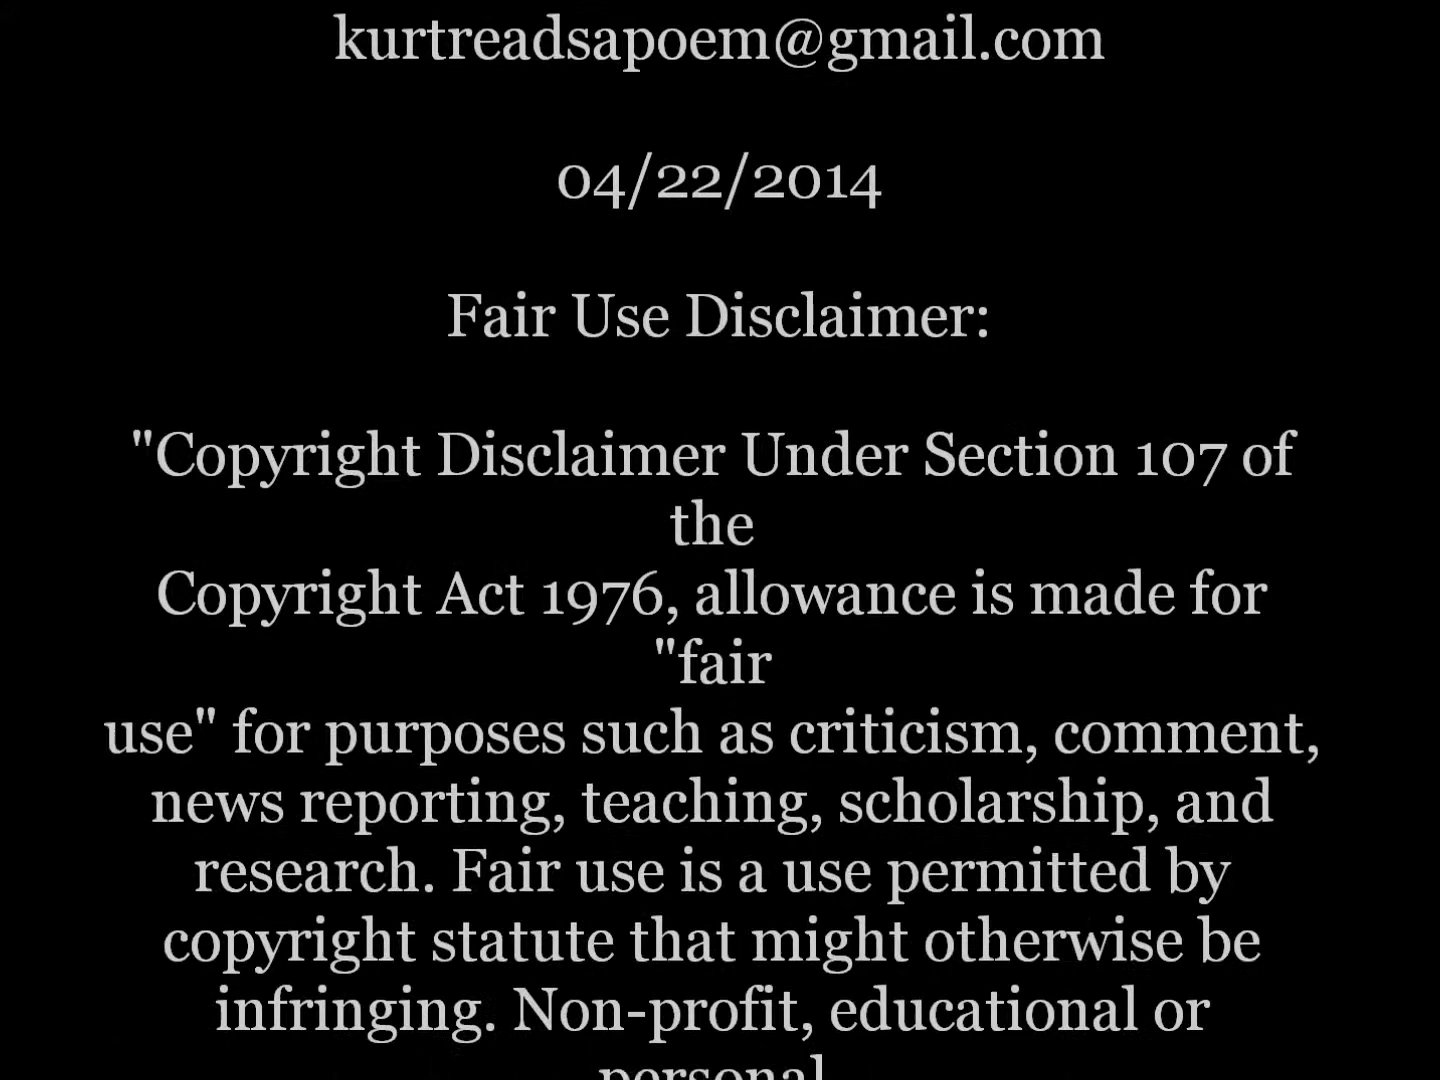 kurtreadsapoem@gmail.com
04/22/2014
Fair Use Disclaimer:
"Copyright Disclaimer Under Section 107 of
the
Copyright Act 1976, allowance is made for
"fair
use" for purposes such as criticism, comment,
news reporting, teaching, scholarship, and
research. Fair use is a use permitted by
copyright statute that might otherwise be
infringing. Non-profit, educational or
personal